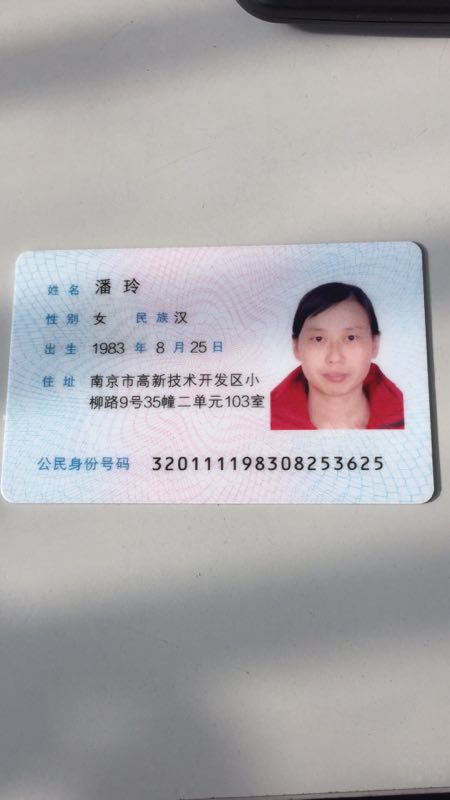 姓名 潘玲
性别 女 民族 汉
出生 1983 年 8 月 25 日
住址 南京市高新技术开发区小
柳路9号35幢二单元103室
公民身份号码 320111198308253625